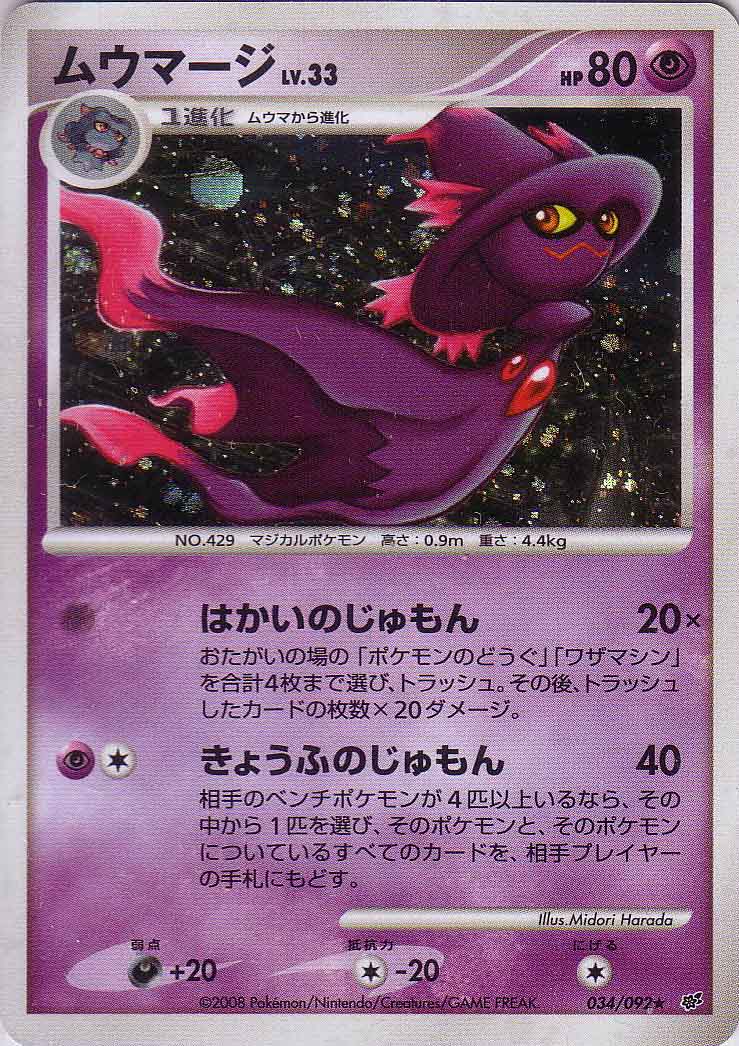 ムウマージ LV.33 HP 80
1進化 ムウマから進化
NO.429 マジカルポケモン 高さ:0.9m 重さ:4.4kg
はかいのじゅもん 20×
おたがいの場の「ポケモンのどうぐ」「ワザマシン」
を合計4枚まで選び、トラッシュ。その後、トラッシュ
したカードの枚数×20ダメージ。
きょうふのじゅもん 40
相手のベンチポケモンが4匹以上いるなら、その
中から1匹を選び、そのポケモンと、そのポケモン
についているすべてのカードを、相手プレイヤー
の手札にもどす。
Illus.Midori Harada
弱点 抵抗力 にげる
+20 -20
©2008 Pokémon/Nintendo/Creatures/GAME FREAK. 034/092★